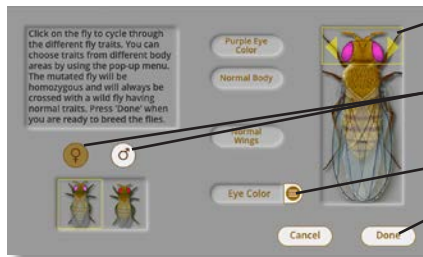 Click on the fly to cycle through
the different fly traits. You can
choose traits from different body
areas by using the pop-up menu.
The mutated fly will be
homozygous and will always be
crossed with a wild fly having
normal traits. Press 'Done' when
you are ready to breed the flies.
Purple Eye
Color
Normal Body
Normal
Wings
♀ ♂
Eye Color
Cancel Done